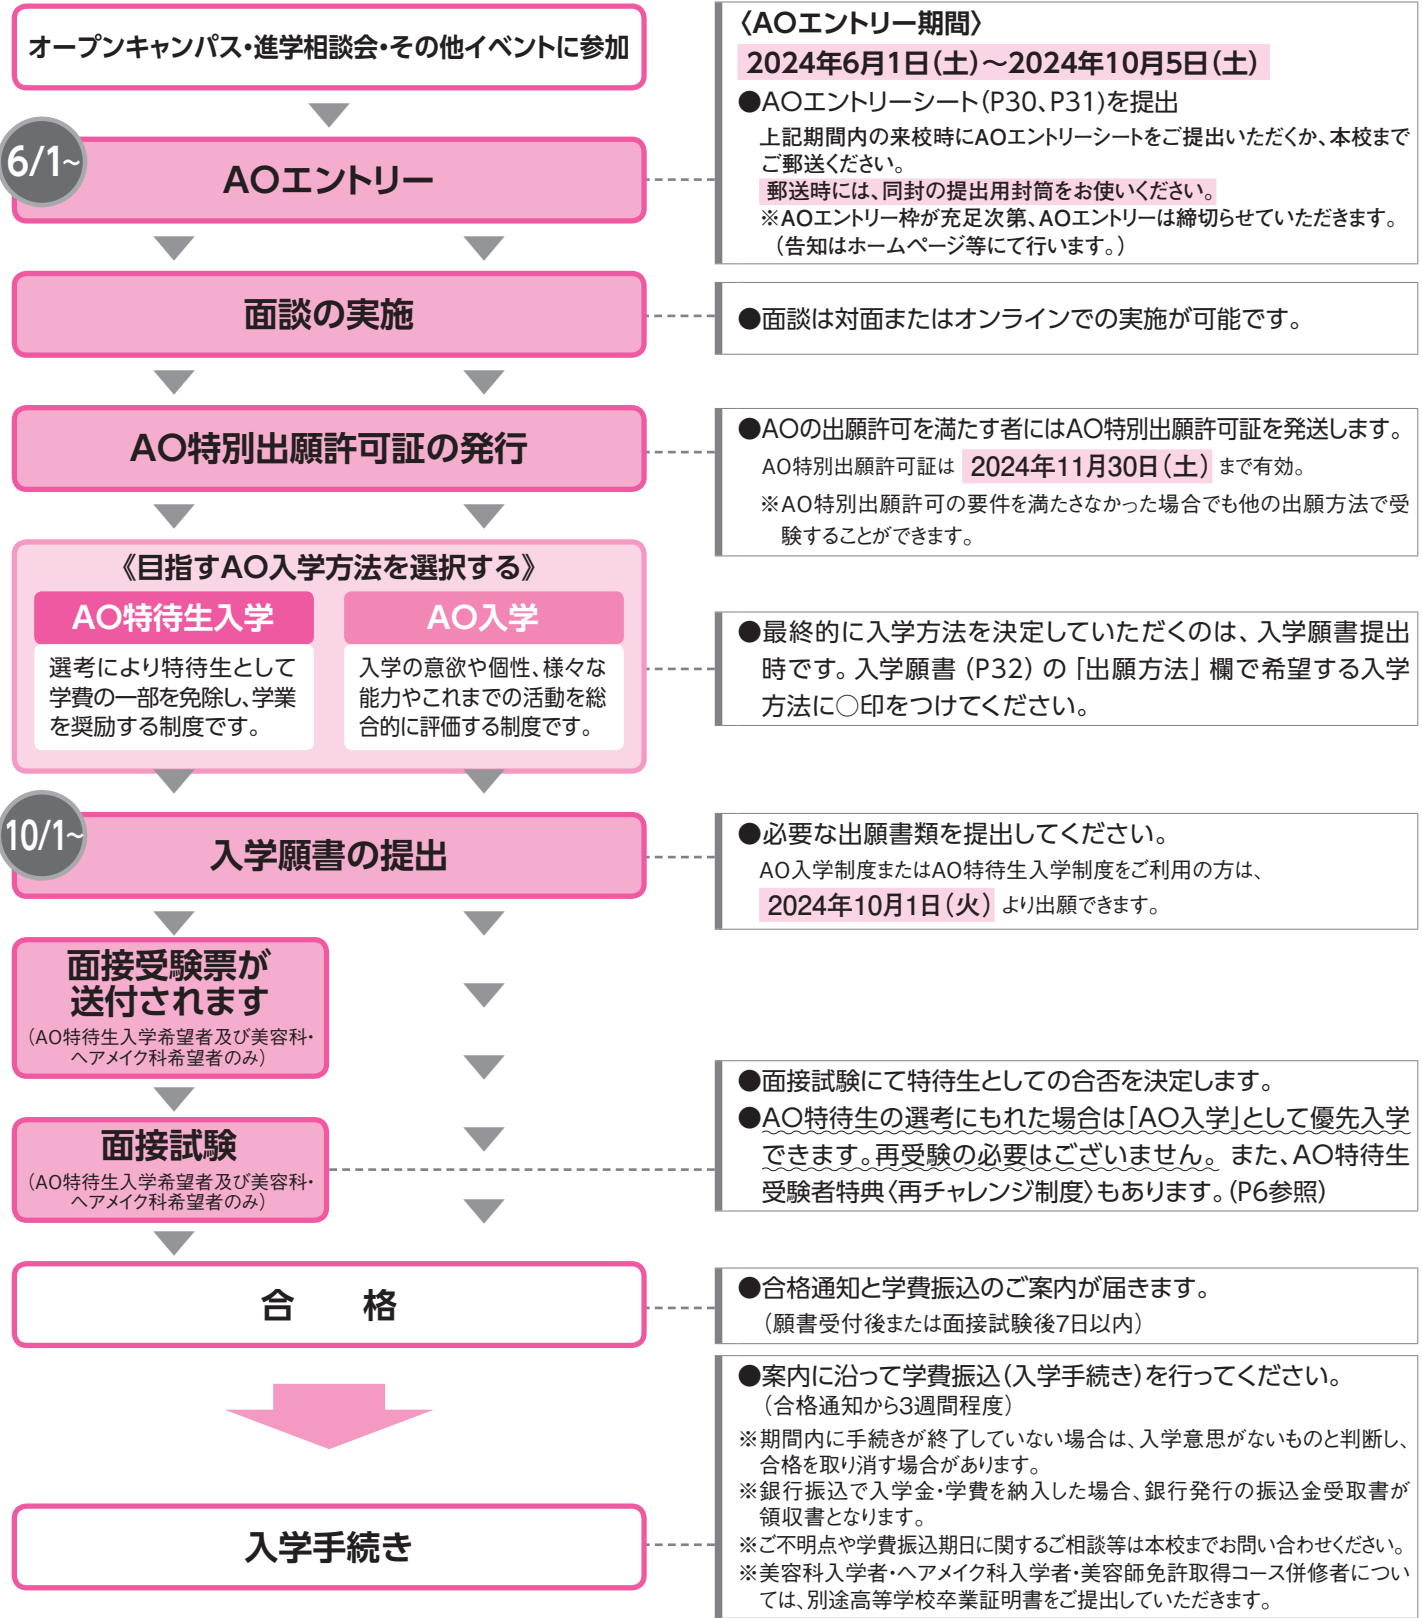 オープンキャンパス・進学相談会・その他イベントに参加
〈AOエントリー期間〉
2024年6月1日(土)～2024年10月5日(土)
●AOエントリーシート(P30、P31)を提出
上記期間内の来校時にAOエントリーシートをご提出いただくか、本校まで
ご郵送ください。
郵送時には、同封の提出用封筒をお使いください。
※AOエントリー枠が充足次第、AOエントリーは締切らせていただきます。
（告知はホームページ等にて行います。）
6/1~
AOエントリー
面談の実施
●面談は対面またはオンラインでの実施が可能です。
AO特別出願許可証の発行
●AOの出願許可を満たす者にはAO特別出願許可証を発送します。
AO特別出願許可証は 2024年11月30日(土) まで有効。
※AO特別出願許可の要件を満たさなかった場合でも他の出願方法で受
験することができます。
《目指すAO入学方法を選択する》
AO特待生入学
選考により特待生として
学費の一部を免除し、学業
を奨励する制度です。
AO入学
入学の意欲や個性、様々な
能力やこれまでの活動を総
合的に評価する制度です。
●最終的に入学方法を決定していただくのは、入学願書提出
時です。入学願書（P32）の「出願方法」欄で希望する入学
方法に○印をつけてください。
10/1~
入学願書の提出
●必要な出願書類を提出してください。
AO入学制度またはAO特待生入学制度をご利用の方は、
2024年10月1日(火) より出願できます。
面接受験票が
送付されます
（AO特待生入学希望者及び美容科・
ヘアメイク科希望者のみ）
面接試験
（AO特待生入学希望者及び美容科・
ヘアメイク科希望者のみ）
●面接試験にて特待生としての合否を決定します。
●AO特待生の選考にもれた場合は「AO入学」として優先入学
できます。再受験の必要はございません。また、AO特待生
受験者特典〈再チャレンジ制度〉もあります。(P6参照)
合　格
●合格通知と学費振込のご案内が届きます。
（願書受付後または面接試験後7日以内）
入学手続き
●案内に沿って学費振込(入学手続き)を行ってください。
（合格通知から3週間程度）
※期間内に手続きが終了していない場合は、入学意思がないものと判断し、
合格を取り消す場合があります。
※銀行振込で入学金・学費を納入した場合、銀行発行の振込金受取書が
領収書となります。
※ご不明点や学費振込期日に関するご相談等は本校までお問い合わせください。
※美容科入学者・ヘアメイク科入学者・美容師免許取得コース併修者につい
ては、別途高等学校卒業証明書をご提出していただきます。